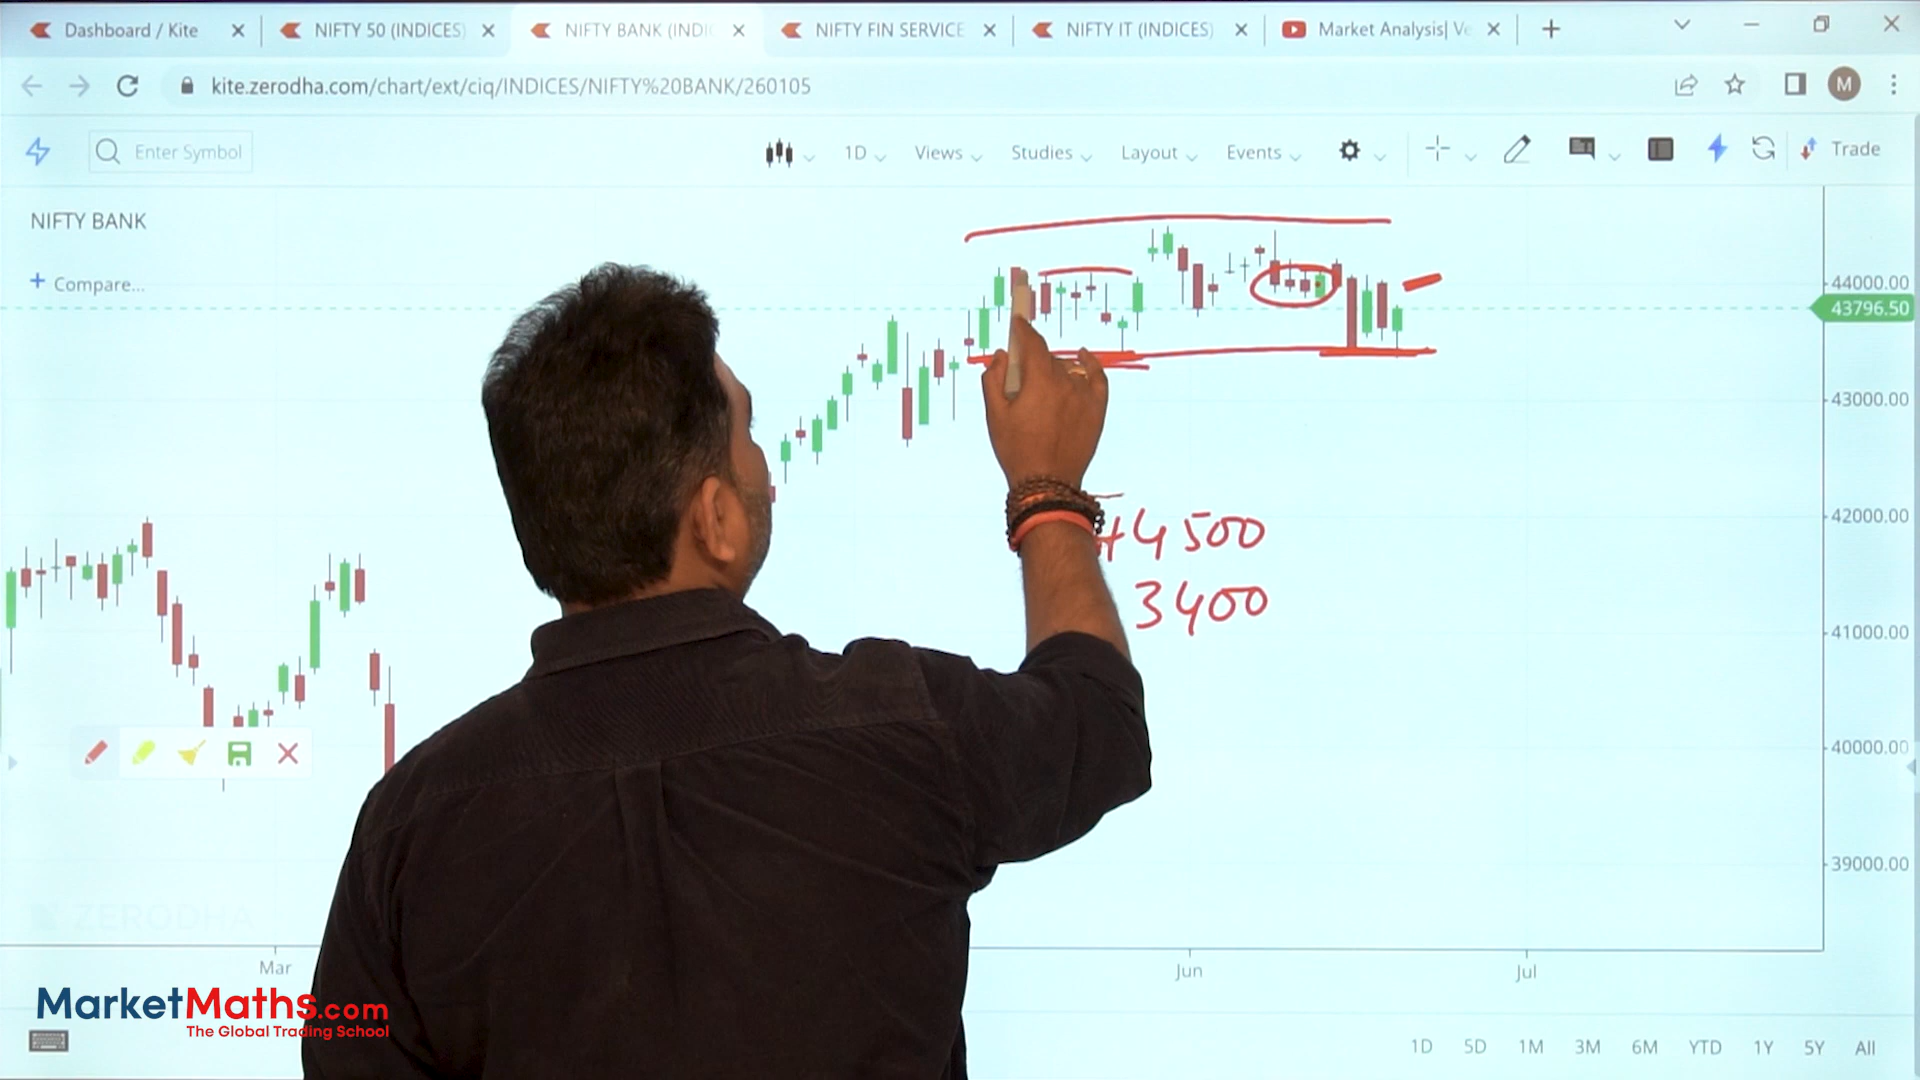 Dashboard / Kite
NIFTY 50 (INDICES)
NIFTY BANK (INDIC
NIFTY FIN SERVICE
NIFTY IT (INDICES)
Market Analysis| Ve
kite.zerodha.com/chart/ext/ciq/INDICES/NIFTY%20BANK/260105
M
Enter Symbol
1D
Views
Studies
Layout
Events
Trade
NIFTY BANK
Compare...
44000.00
43796.50
43000.00
42000.00
41000.00
40000.00
39000.00
4500
3400
ZERODHA
Mar
Jun
Jul
MarketMaths.com
The Global Trading School
1D 5D 1M 3M 6M YTD 1Y 5Y All